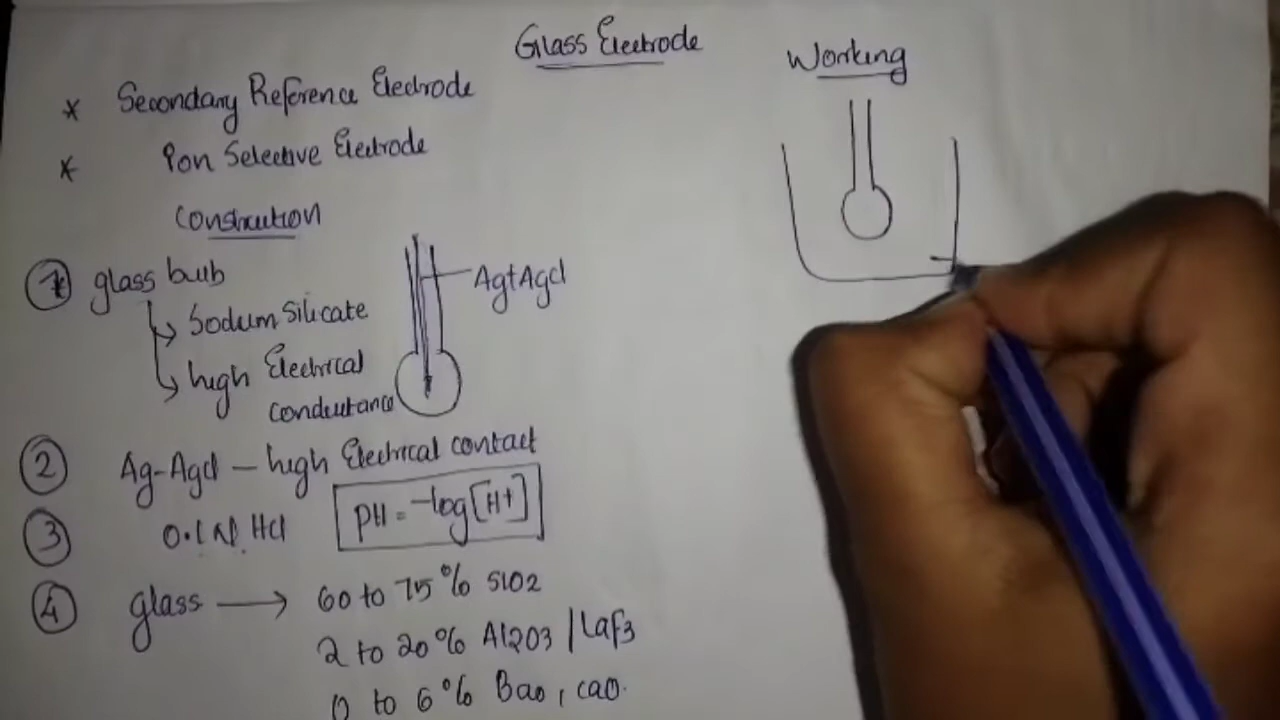 Glass Electrode
* Secondary Reference Electrode
* Ion Selective Electrode
Construction
1 glass bulb
→ Sodium Silicate
→ high Electrical
conductance
Ag+Agcl
2 Ag-Agcl – high Electrical contact
3 0.1 N HCl
PH = -log[H+]
4 glass → 60 to 75% SiO2
2 to 20% Al2O3 / Laf3
0 to 6% Bao, cao.
Working